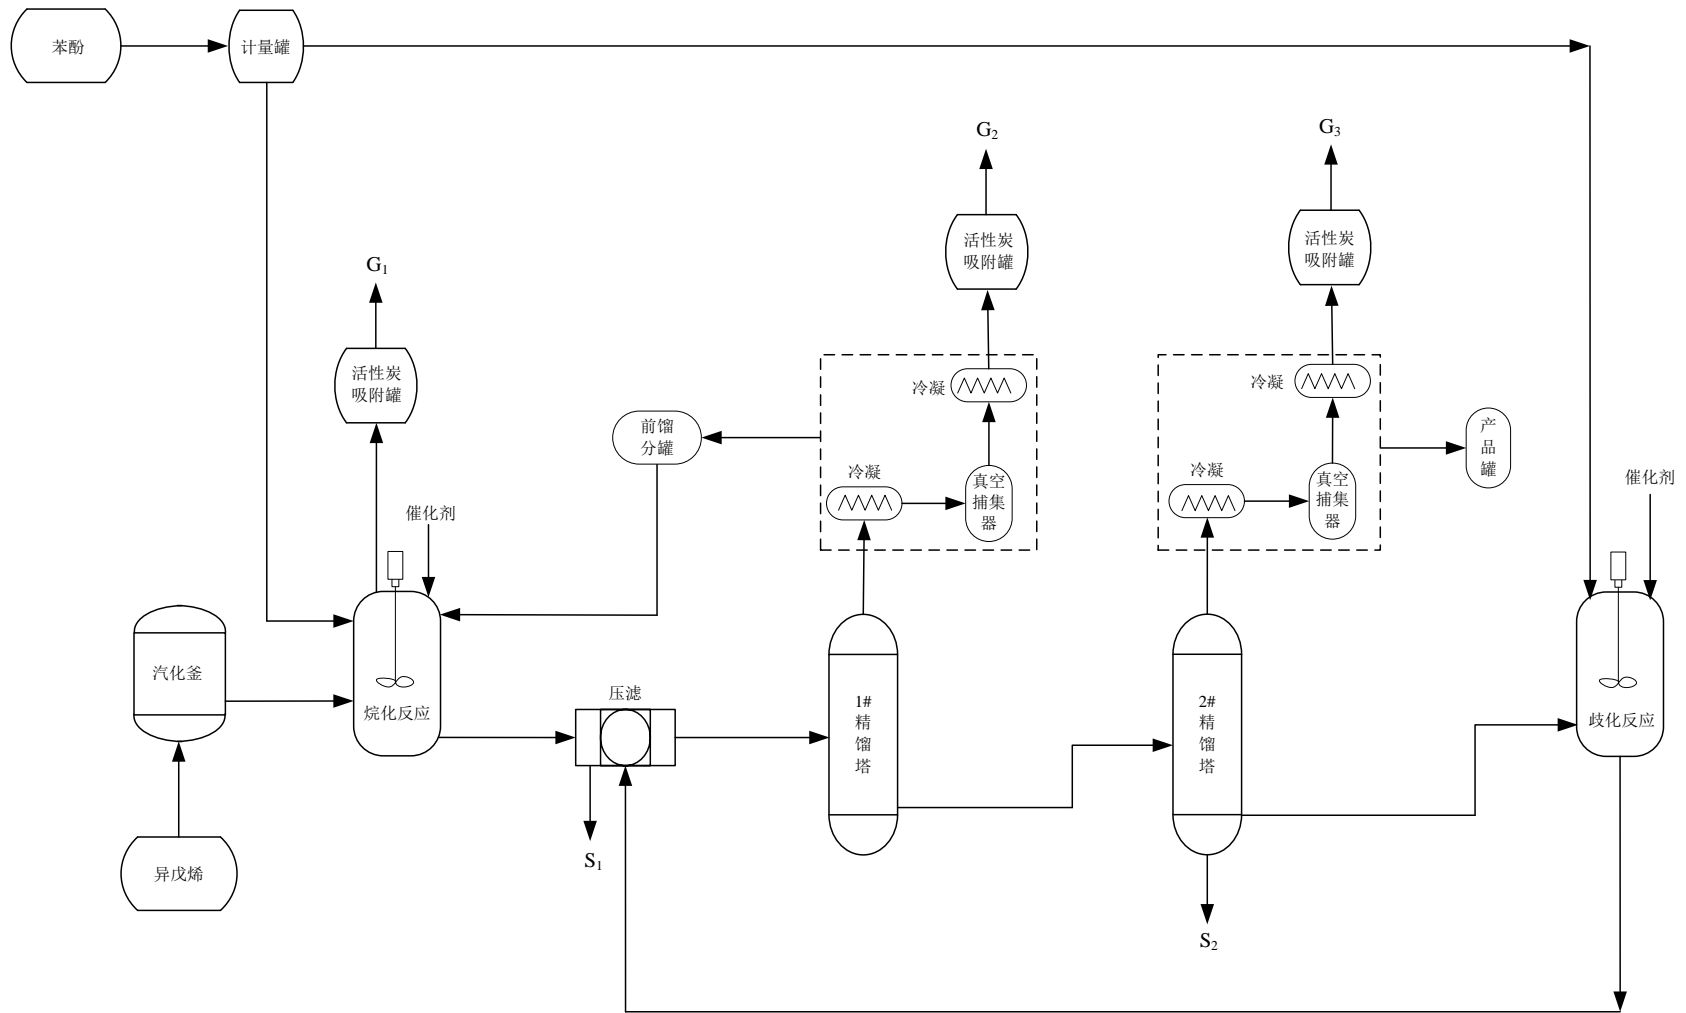 苯酚
计量罐
G3
G2
活性炭
吸附罐
活性炭
吸附罐
G1
活性炭
吸附罐
冷凝
冷凝
前馏
分罐
产
品
罐
冷凝
冷凝
真空
捕集
器
真空
捕集
器
催化剂
催化剂
汽化釜
烷化反应
压滤
1#
精
馏
塔
2#
精
馏
塔
歧化反应
S1
异戊烯
S2